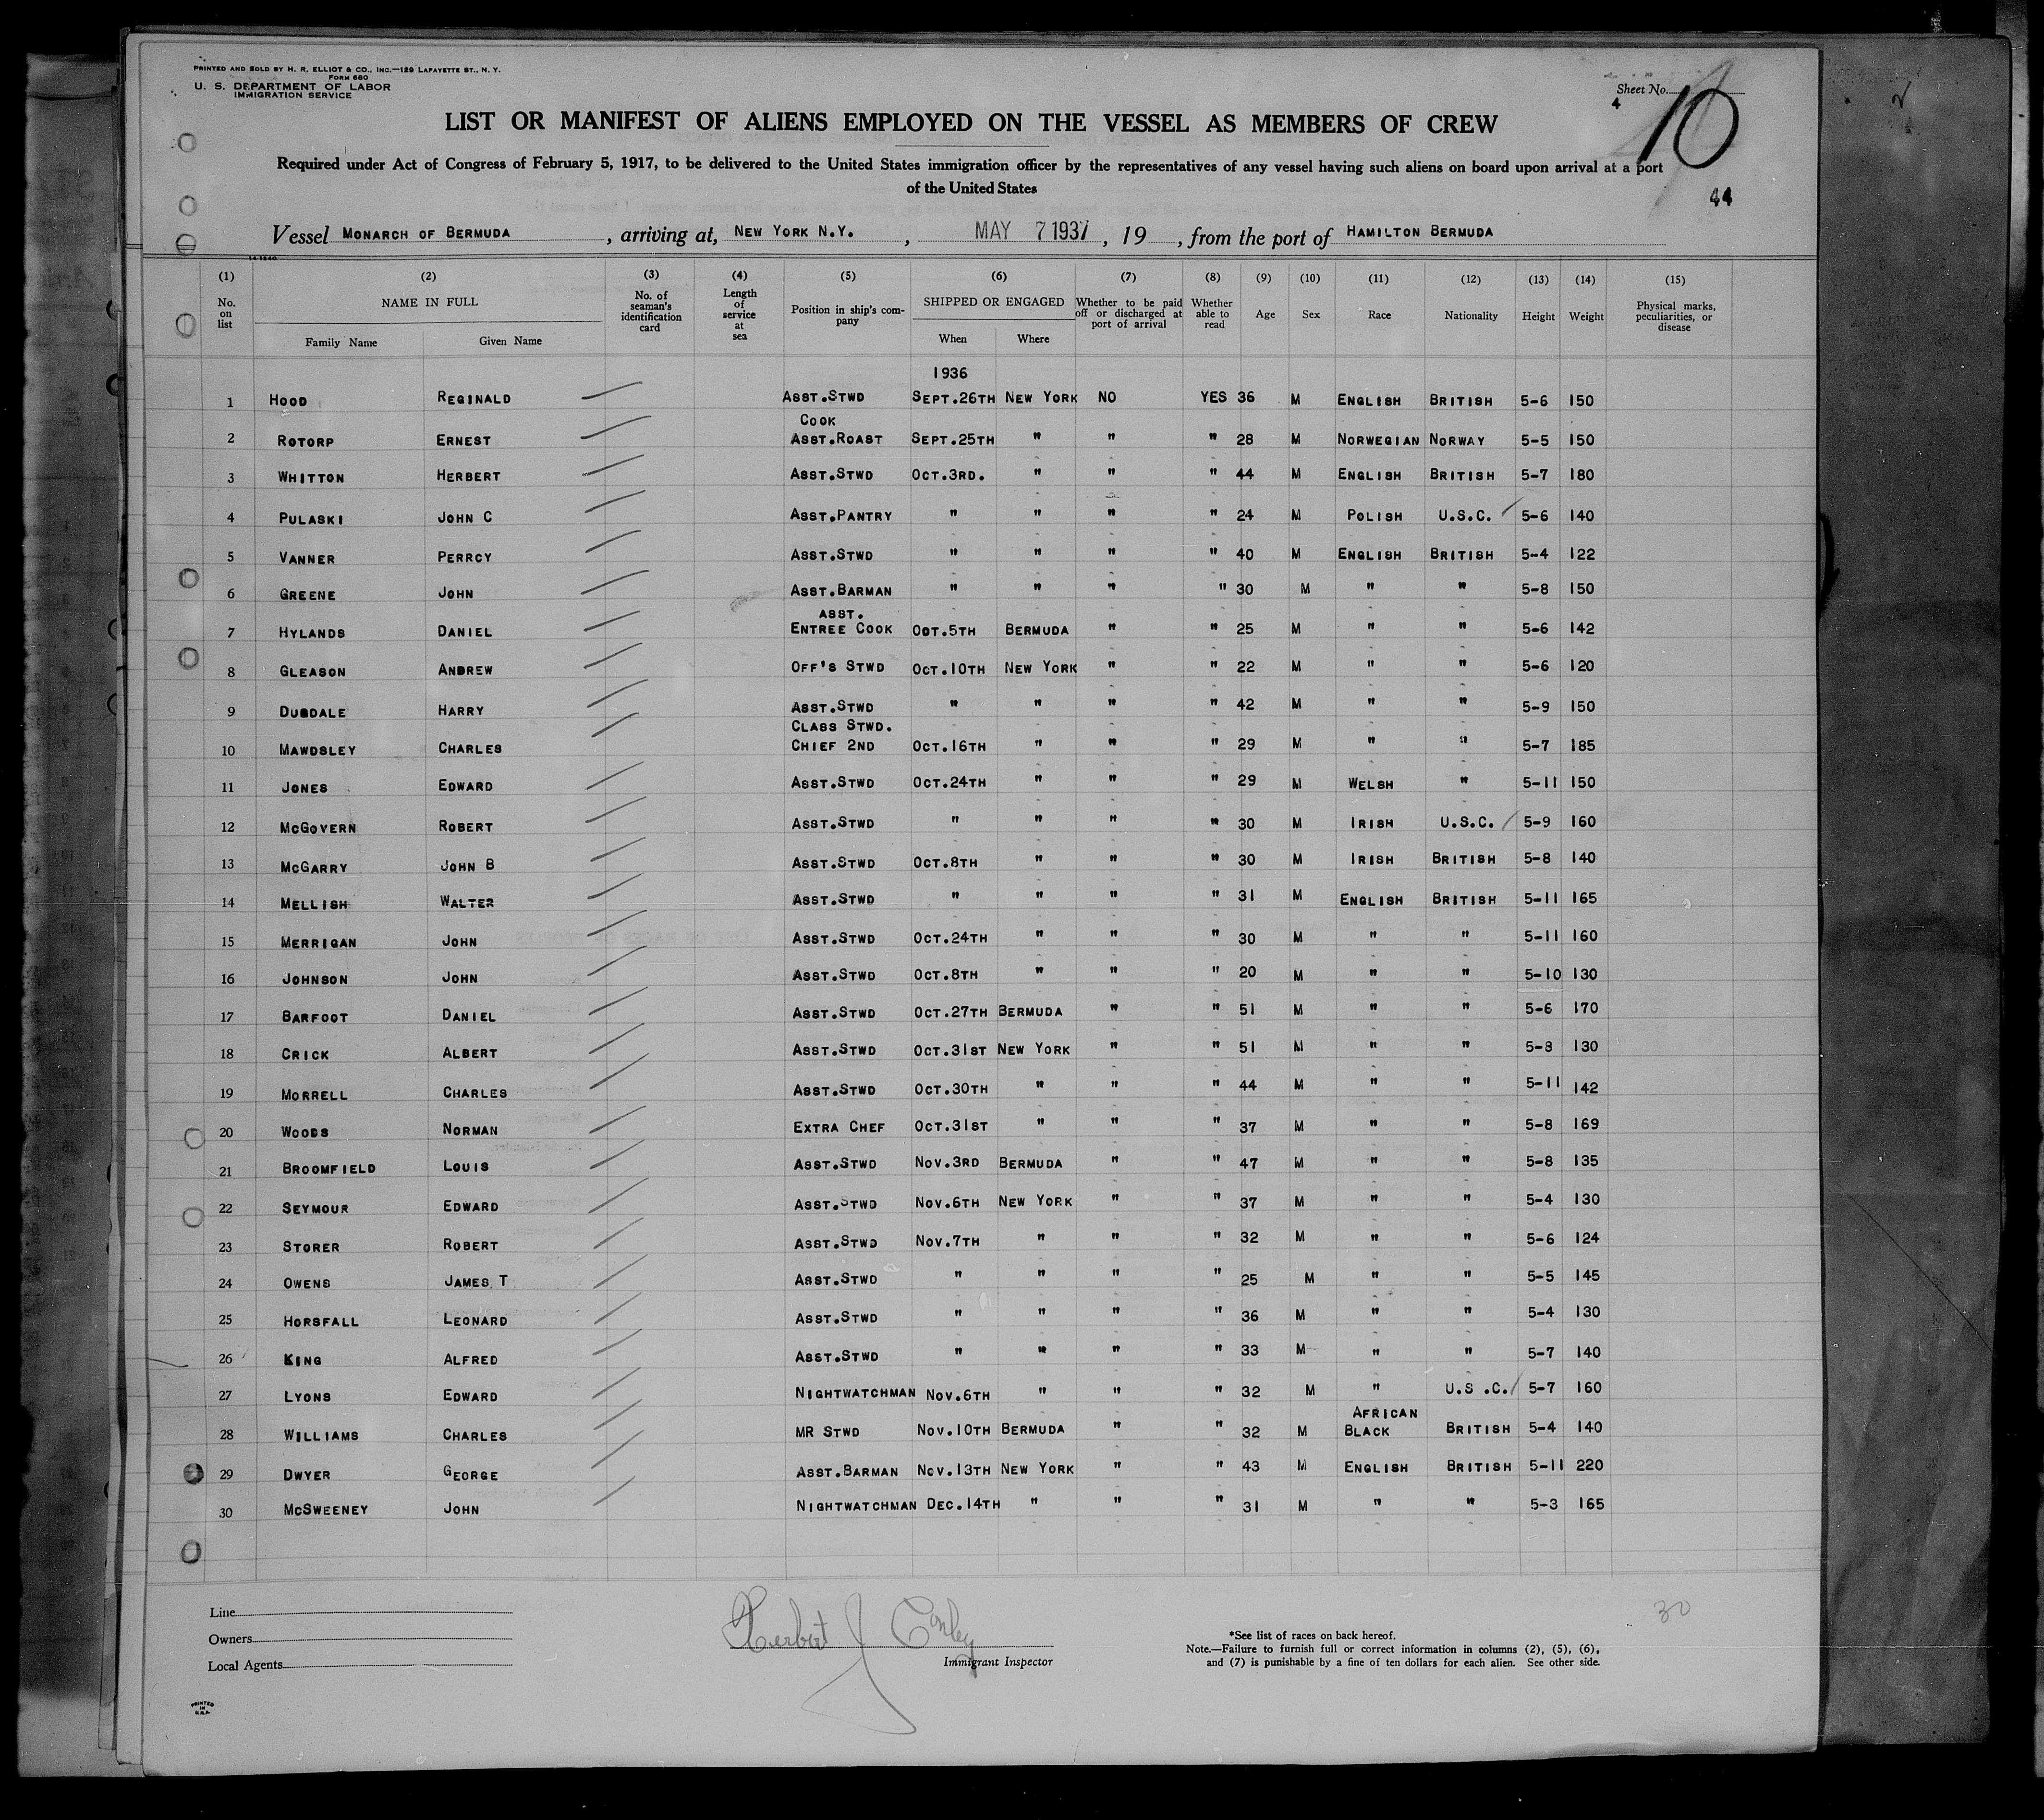 PRINTED AND SOLD BY H. R. ELLIOT & CO., INC.—129 LAFAYETTE ST., N. Y.
FORM 680
U. S. DEPARTMENT OF LABOR
IMMIGRATION SERVICE
Sheet No.
4
10
LIST OR MANIFEST OF ALIENS EMPLOYED ON THE VESSEL AS MEMBERS OF CREW
Required under Act of Congress of February 5, 1917, to be delivered to the United States immigration officer by the representatives of any vessel having such aliens on board upon arrival at a port
of the United States
44
Vessel MONARCH OF BERMUDA, arriving at, NEW YORK N.Y., MAY 7 1937, 19, from the port of HAMILTON BERMUDA
(1) (2) (3) (4) (5) (6) (7) (8) (9) (10) (11) (12) (13) (14) (15)
No. on list NAME IN FULL Family Name Given Name No. of seaman's identification card Length of service at sea Position in ship's company SHIPPED OR ENGAGED When Where Whether to be paid off or discharged at port of arrival Whether able to read Age Sex Race Nationality Height Weight Physical marks, peculiarities, or disease
1936
1 HOOD REGINALD ASST.STWD SEPT.26TH NEW YORK NO YES 36 M ENGLISH BRITISH 5-6 150
COOK
2 ROTORP ERNEST ASST.ROAST SEPT.25TH " " " 28 M NORWEGIAN NORWAY 5-5 150
3 WHITTON HERBERT ASST.STWD OCT.3RD. " " " 44 M ENGLISH BRITISH 5-7 180
4 PULASKI JOHN C ASST.PANTRY " " " " 24 M POLISH U.S.C. 5-6 140
5 VANNER PERRCY ASST.STWD " " " " 40 M ENGLISH BRITISH 5-4 122
6 GREENE JOHN ASST.BARMAN " " " " 30 M " " 5-8 150
ASST.
7 HYLANDS DANIEL ENTREE COOK OCT.5TH BERMUDA " " 25 M " " 5-6 142
8 GLEASON ANDREW OFF'S STWD OCT.10TH NEW YORK " " 22 M " " 5-6 120
9 DUGDALE HARRY ASST.STWD " " " " 42 M " " 5-9 150
CLASS STWD.
10 MAWDSLEY CHARLES CHIEF 2ND OCT.16TH " " " 29 M " " 5-7 185
11 JONES EDWARD ASST.STWD OCT.24TH " " " 29 M WELSH " 5-11 150
12 MCGOVERN ROBERT ASST.STWD " " " " 30 M IRISH U.S.C. 5-9 160
13 MCGARRY JOHN B ASST.STWD OCT.8TH " " " 30 M IRISH BRITISH 5-8 140
14 MELLISH WALTER ASST.STWD " " " " 31 M ENGLISH BRITISH 5-11 165
15 MERRIGAN JOHN ASST.STWD OCT.24TH " " " 30 M " " 5-11 160
16 JOHNSON JOHN ASST.STWD OCT.8TH " " " 20 M " " 5-10 130
17 BARFOOT DANIEL ASST.STWD OCT.27TH BERMUDA " " 51 M " " 5-6 170
18 CRICK ALBERT ASST.STWD OCT.31ST NEW YORK " " 51 M " " 5-8 130
19 MORRELL CHARLES ASST.STWD OCT.30TH " " " 44 M " " 5-11 142
20 WOODS NORMAN EXTRA CHEF OCT.31ST " " " 37 M " " 5-8 169
21 BROOMFIELD LOUIS ASST.STWD NOV.3RD BERMUDA " " 47 M " " 5-8 135
22 SEYMOUR EDWARD ASST.STWD NOV.6TH NEW YORK " " 37 M " " 5-4 130
23 STORER ROBERT ASST.STWD NOV.7TH " " " 32 M " " 5-6 124
24 OWENS JAMES T ASST.STWD " " " " 25 M " " 5-5 145
25 HORSFALL LEONARD ASST.STWD " " " " 36 M " " 5-4 130
26 KING ALFRED ASST.STWD " " " " 33 M " " 5-7 140
27 LYONS EDWARD NIGHTWATCHMAN NOV.6TH " " " 32 M " U.S .C. 5-7 160
AFRICAN
28 WILLIAMS CHARLES MR STWD NOV.10TH BERMUDA " " 32 M BLACK BRITISH 5-4 140
29 DWYER GEORGE ASST.BARMAN NOV.13TH NEW YORK " " 43 M ENGLISH BRITISH 5-11 220
30 MCSWEENEY JOHN NIGHTWATCHMAN DEC.14TH " " " 31 M " " 5-3 165
Line
Owners
Local Agents
Herbert J Conley
Immigrant Inspector
30
*See list of races on back hereof.
Note.—Failure to furnish full or correct information in columns (2), (5), (6),
and (7) is punishable by a fine of ten dollars for each alien. See other side.
PRINTED
IN
U.S.A.